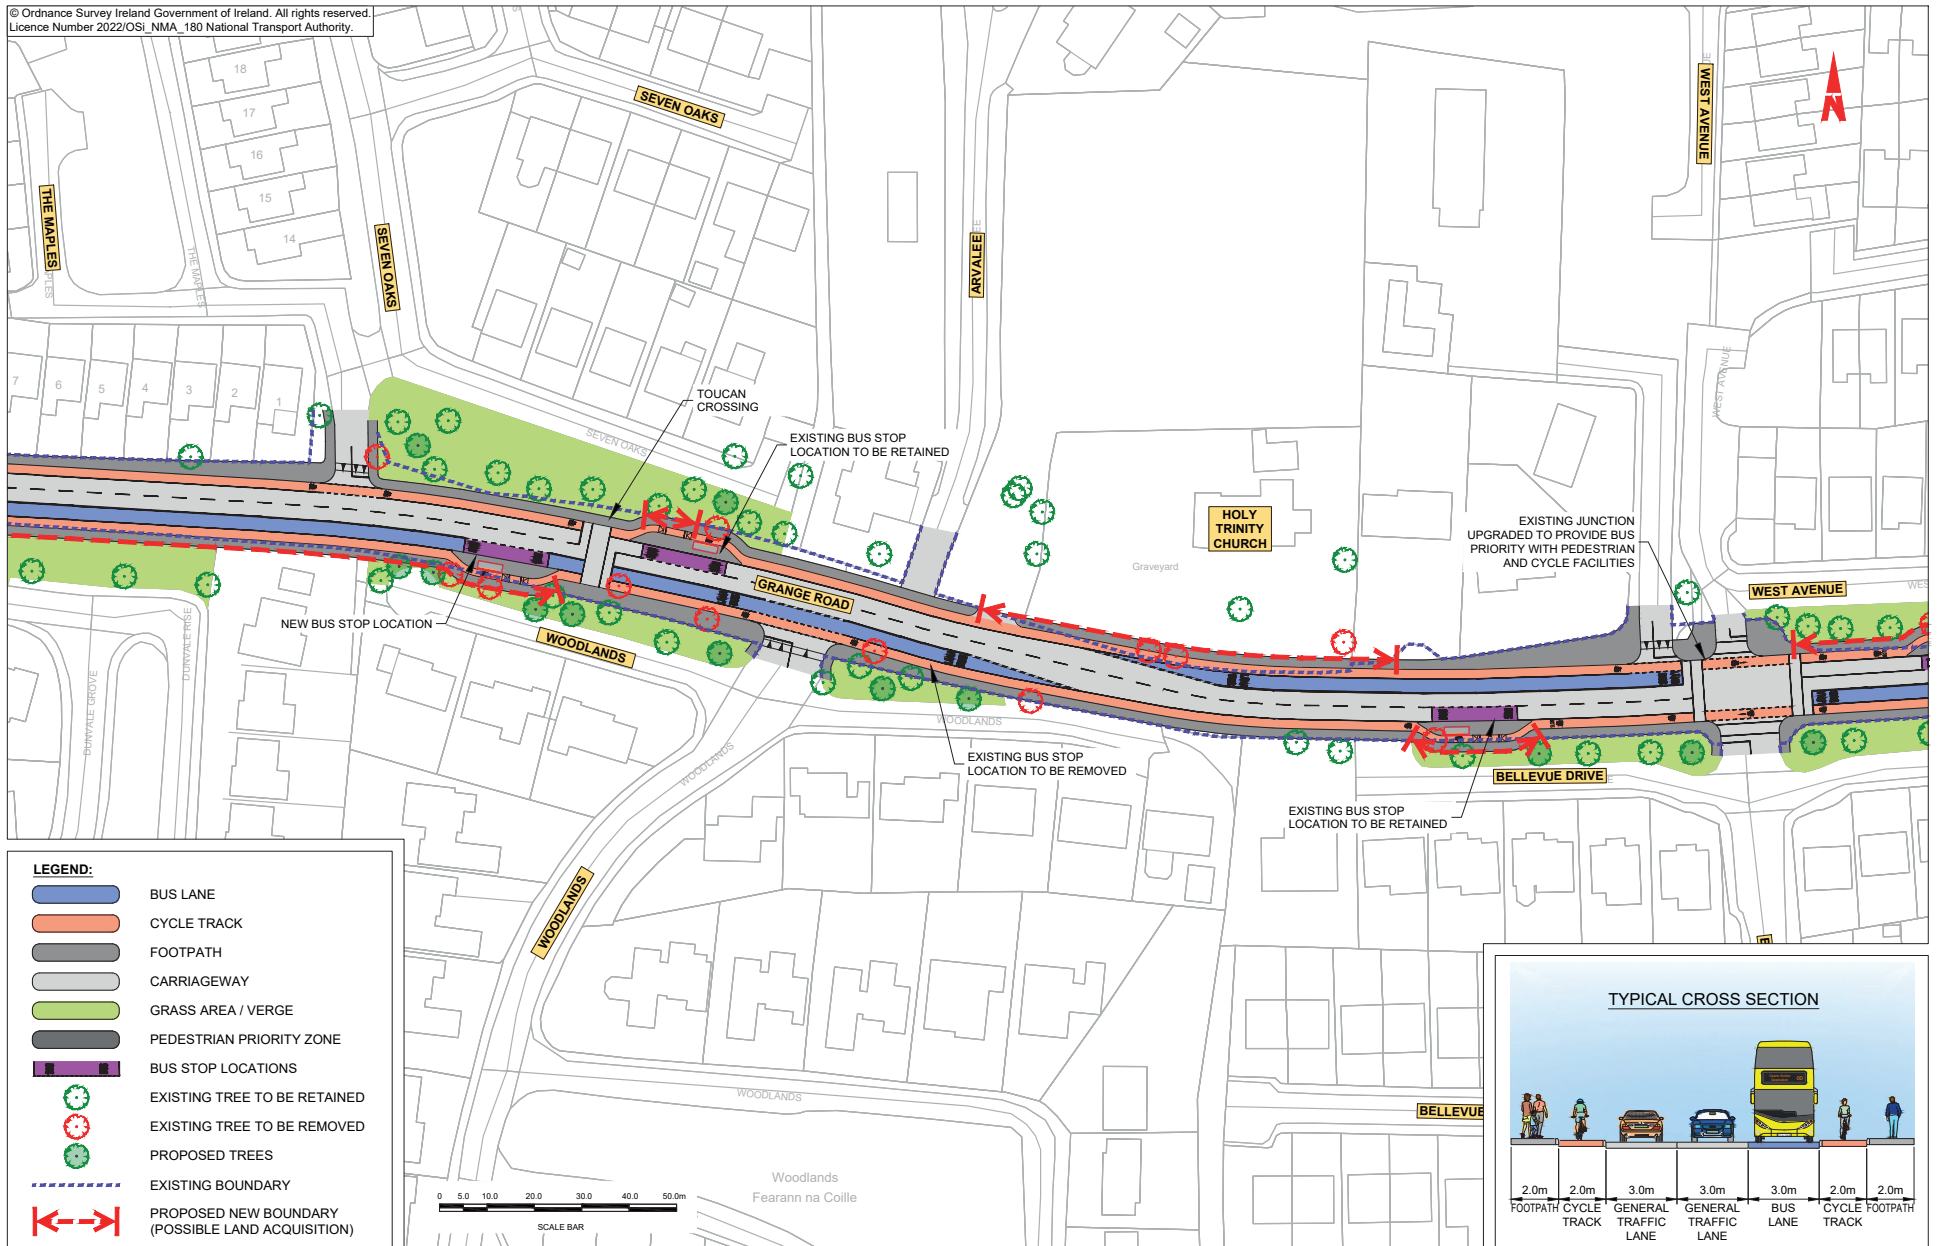 © Ordnance Survey Ireland Government of Ireland. All rights reserved.
Licence Number 2022/OSi_NMA_180 National Transport Authority.
18
17
16
15
14
THE MAPLES
THE MAPLES
SEVEN OAKS
SEVEN OAKS
ARVALEE
WEST AVENUE
N
7
6
5
4
3
2
1
SEVEN OAKS
TOUCAN
CROSSING
EXISTING BUS STOP
LOCATION TO BE RETAINED
WEST AVENUE
HOLY
TRINITY
CHURCH
Graveyard
EXISTING JUNCTION
UPGRADED TO PROVIDE BUS
PRIORITY WITH PEDESTRIAN
AND CYCLE FACILITIES
WEST AVENUE
GRANGE ROAD
NEW BUS STOP LOCATION
WOODLANDS
DUNVALE RISE
DUNVALE GROVE
WOODLANDS
WOODLANDS
EXISTING BUS STOP
LOCATION TO BE REMOVED
BELLEVUE DRIVE
EXISTING BUS STOP
LOCATION TO BE RETAINED
WOODLANDS
WOODLANDS
BELLEVUE
Woodlands
Fearann na Coille
LEGEND:
BUS LANE
CYCLE TRACK
FOOTPATH
CARRIAGEWAY
GRASS AREA / VERGE
PEDESTRIAN PRIORITY ZONE
BUS STOP LOCATIONS
EXISTING TREE TO BE RETAINED
EXISTING TREE TO BE REMOVED
PROPOSED TREES
EXISTING BOUNDARY
PROPOSED NEW BOUNDARY
(POSSIBLE LAND ACQUISITION)
0 5.0 10.0 20.0 30.0 40.0 50.0m
SCALE BAR
TYPICAL CROSS SECTION
2.0m 2.0m 3.0m 3.0m 3.0m 2.0m 2.0m
FOOTPATH CYCLE GENERAL GENERAL BUS CYCLE FOOTPATH
TRACK TRAFFIC TRAFFIC LANE TRACK
LANE LANE